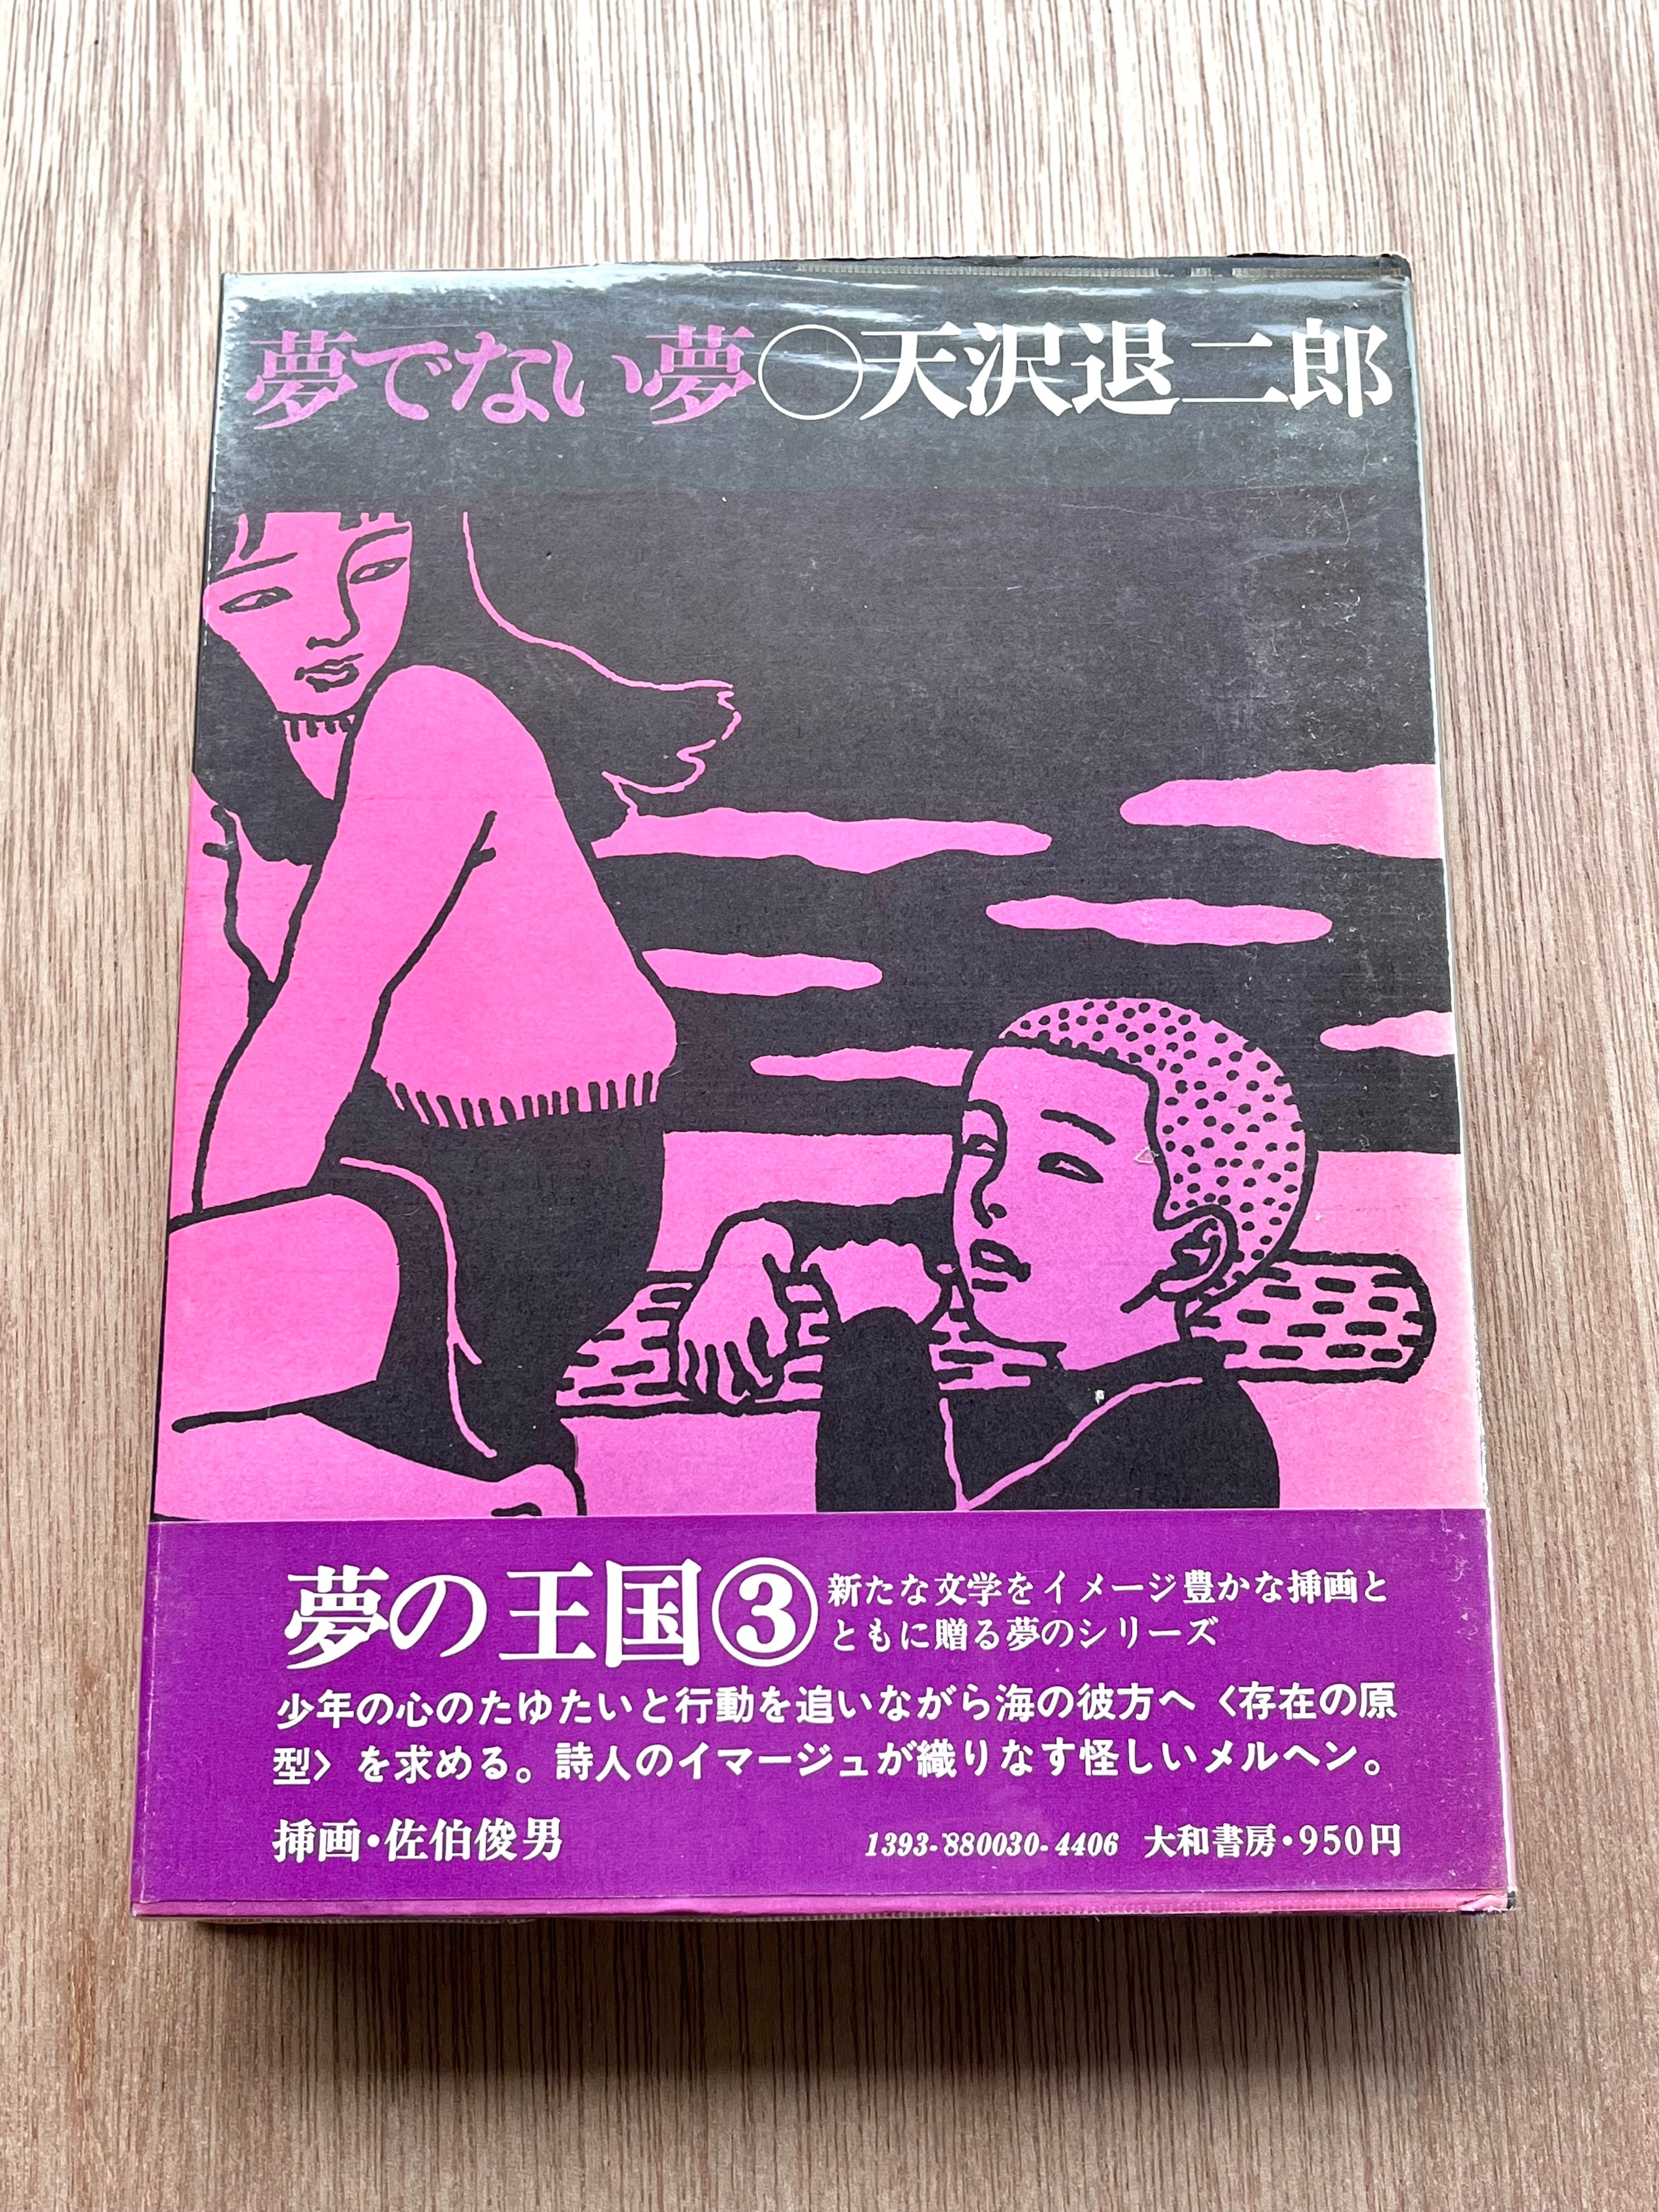 夢でない夢◯天沢退二郎
夢の王国③
新たな文学をイメージ豊かな挿画と
ともに贈る夢のシリーズ
少年の心のたゆたいと行動を追いながら海の彼方へ〈存在の原
型〉を求める。詩人のイマージュが織りなす怪しいメルヘン。
挿画・佐伯俊男
1393-880030-4406 大和書房・950円